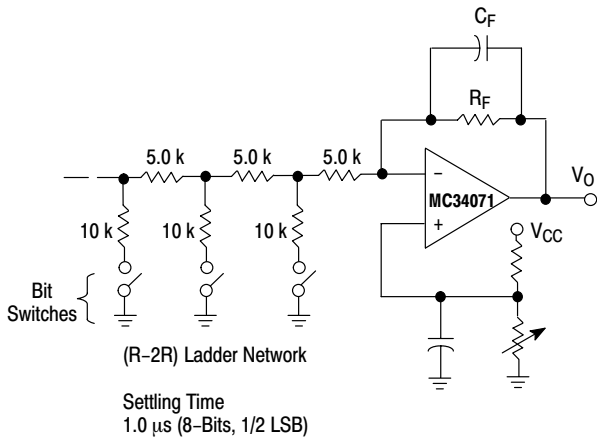 C_F
R_F
5.0 k 5.0 k 5.0 k
−
MC34071
+
V_O
V_CC
10 k 10 k 10 k
Bit
Switches
(R−2R) Ladder Network
Settling Time
1.0 μs (8−Bits, 1/2 LSB)